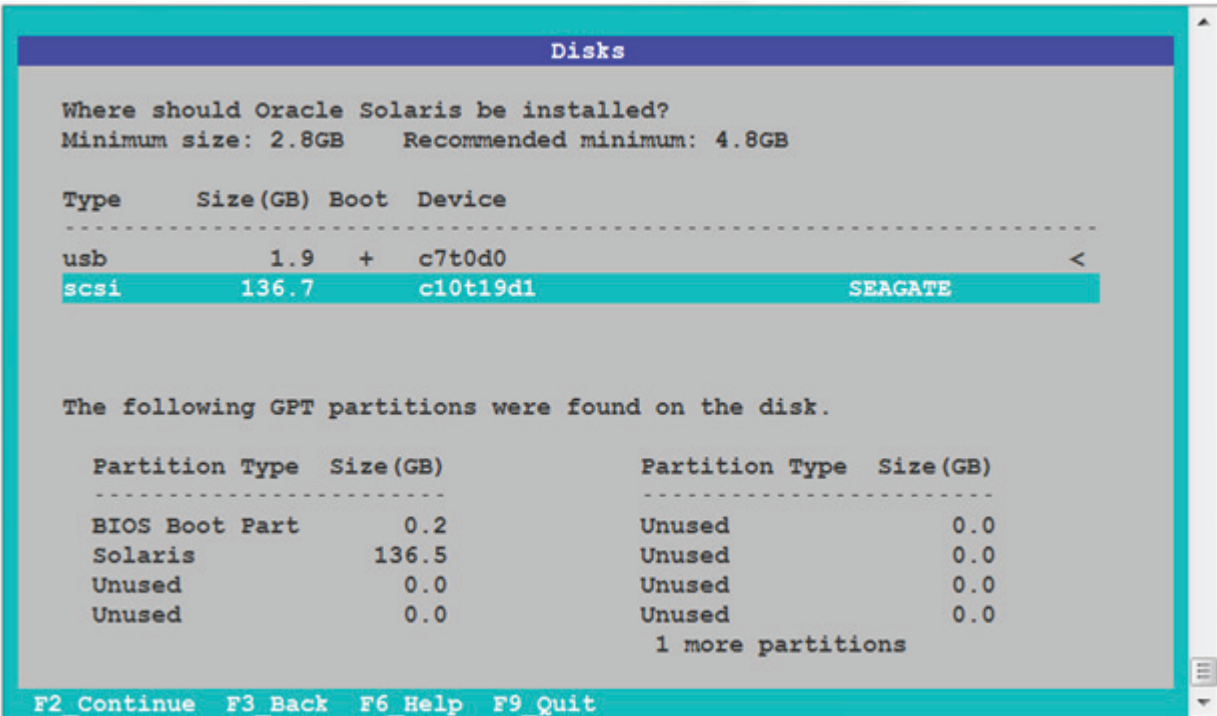 Disks
Where should Oracle Solaris be installed?
Minimum size: 2.8GB    Recommended minimum: 4.8GB
Type     Size(GB) Boot  Device
usb           1.9   +   c7t0d0                                           <
scsi        136.7       c10t19d1                     SEAGATE
The following GPT partitions were found on the disk.
Partition Type  Size(GB)             Partition Type  Size(GB)
BIOS Boot Part       0.2             Unused               0.0
Solaris            136.5             Unused               0.0
Unused               0.0             Unused               0.0
Unused               0.0             Unused               0.0
1 more partitions
F2_Continue  F3_Back  F6_Help  F9_Quit